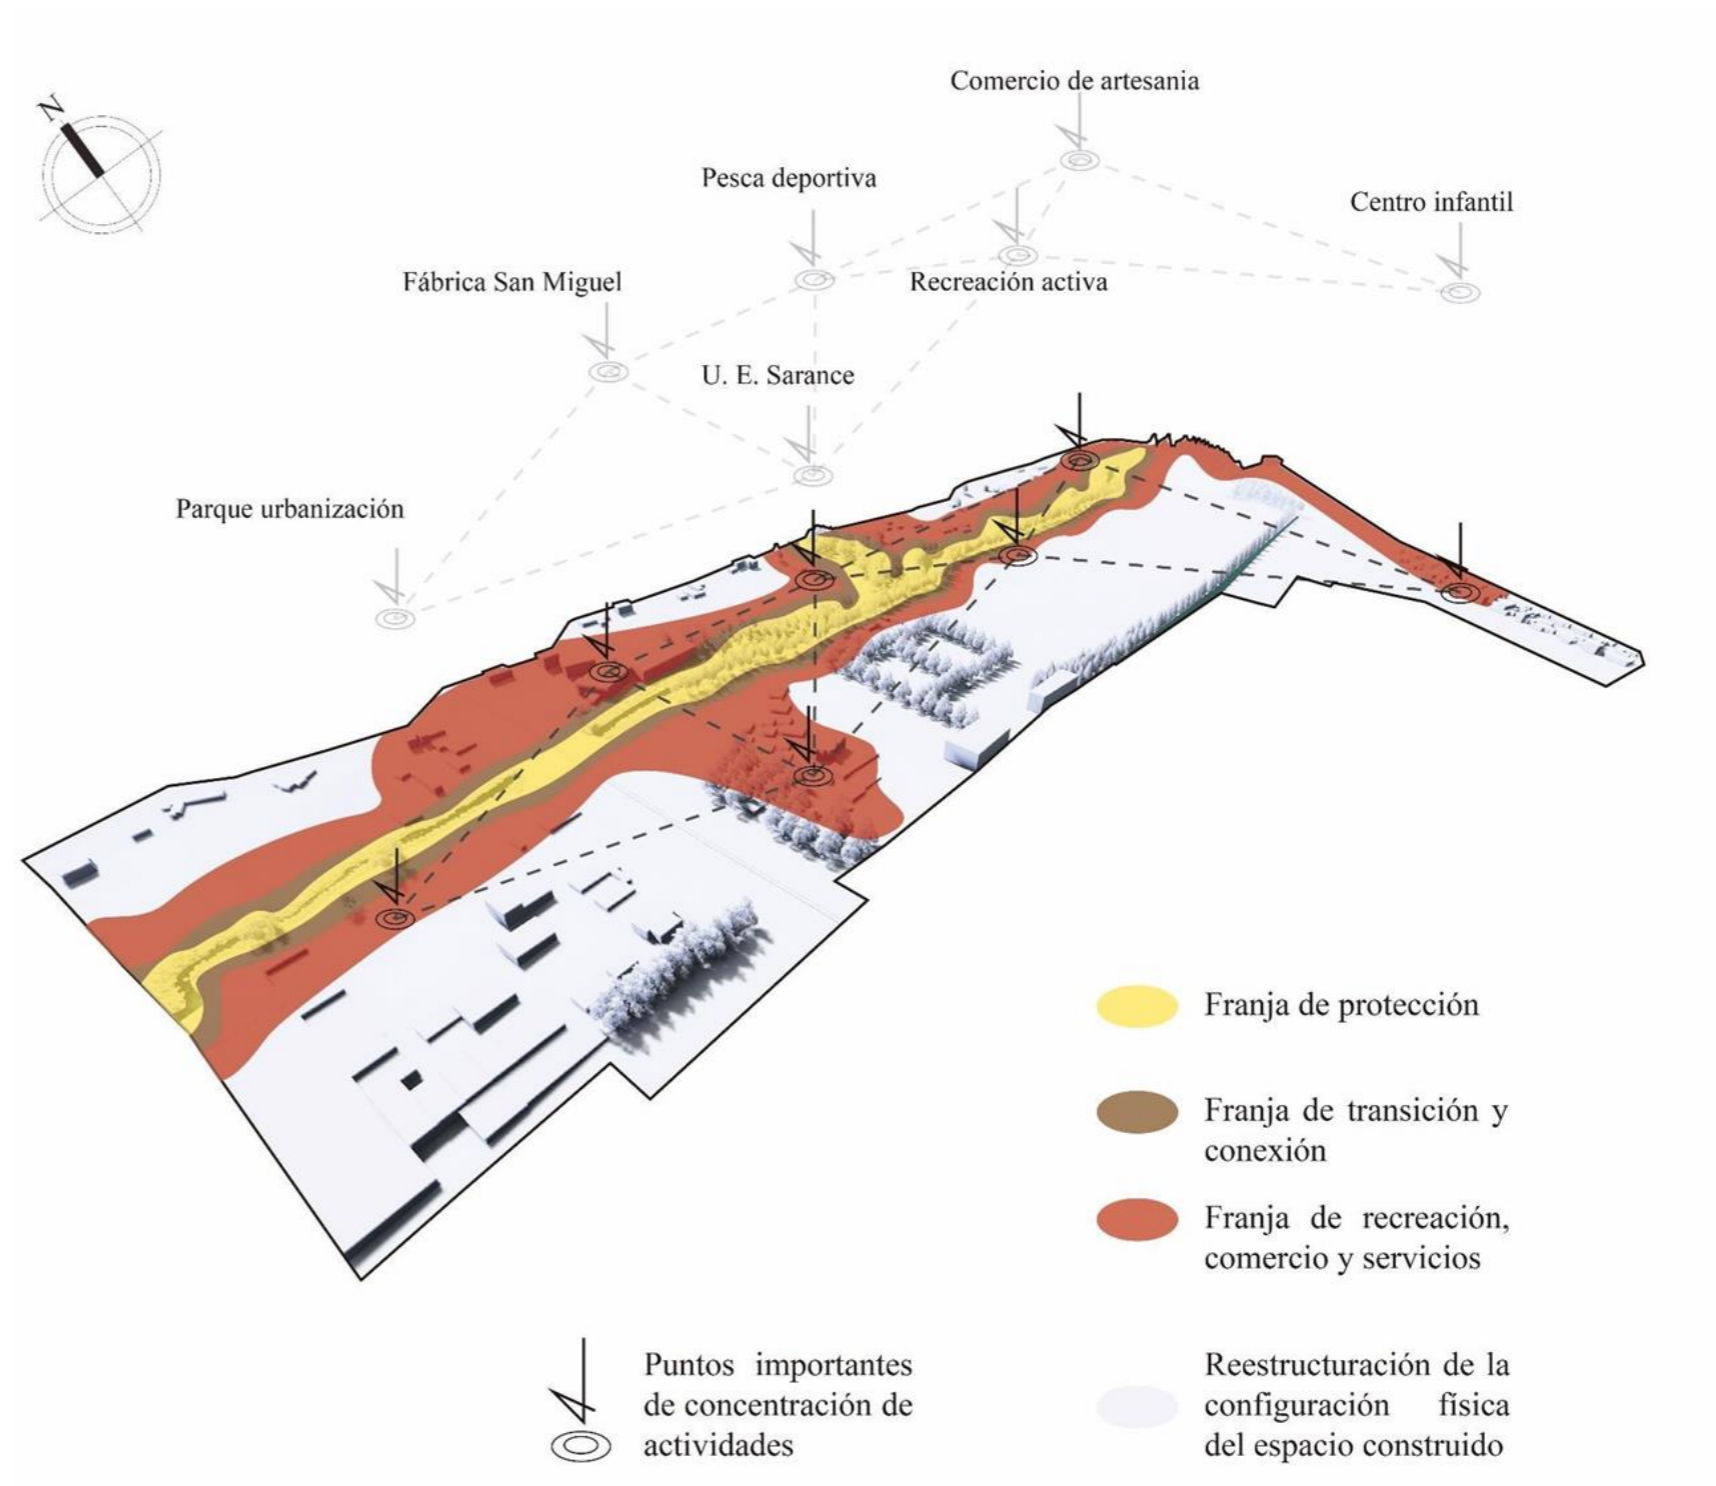 N
Comercio de artesania
Pesca deportiva
Centro infantil
Fábrica San Miguel
Recreación activa
U. E. Sarance
Parque urbanización
Franja de protección
Franja de transición y
conexión
Franja de recreación,
comercio y servicios
Puntos importantes
de concentración de
actividades
Reestructuración de la
configuración física
del espacio construido